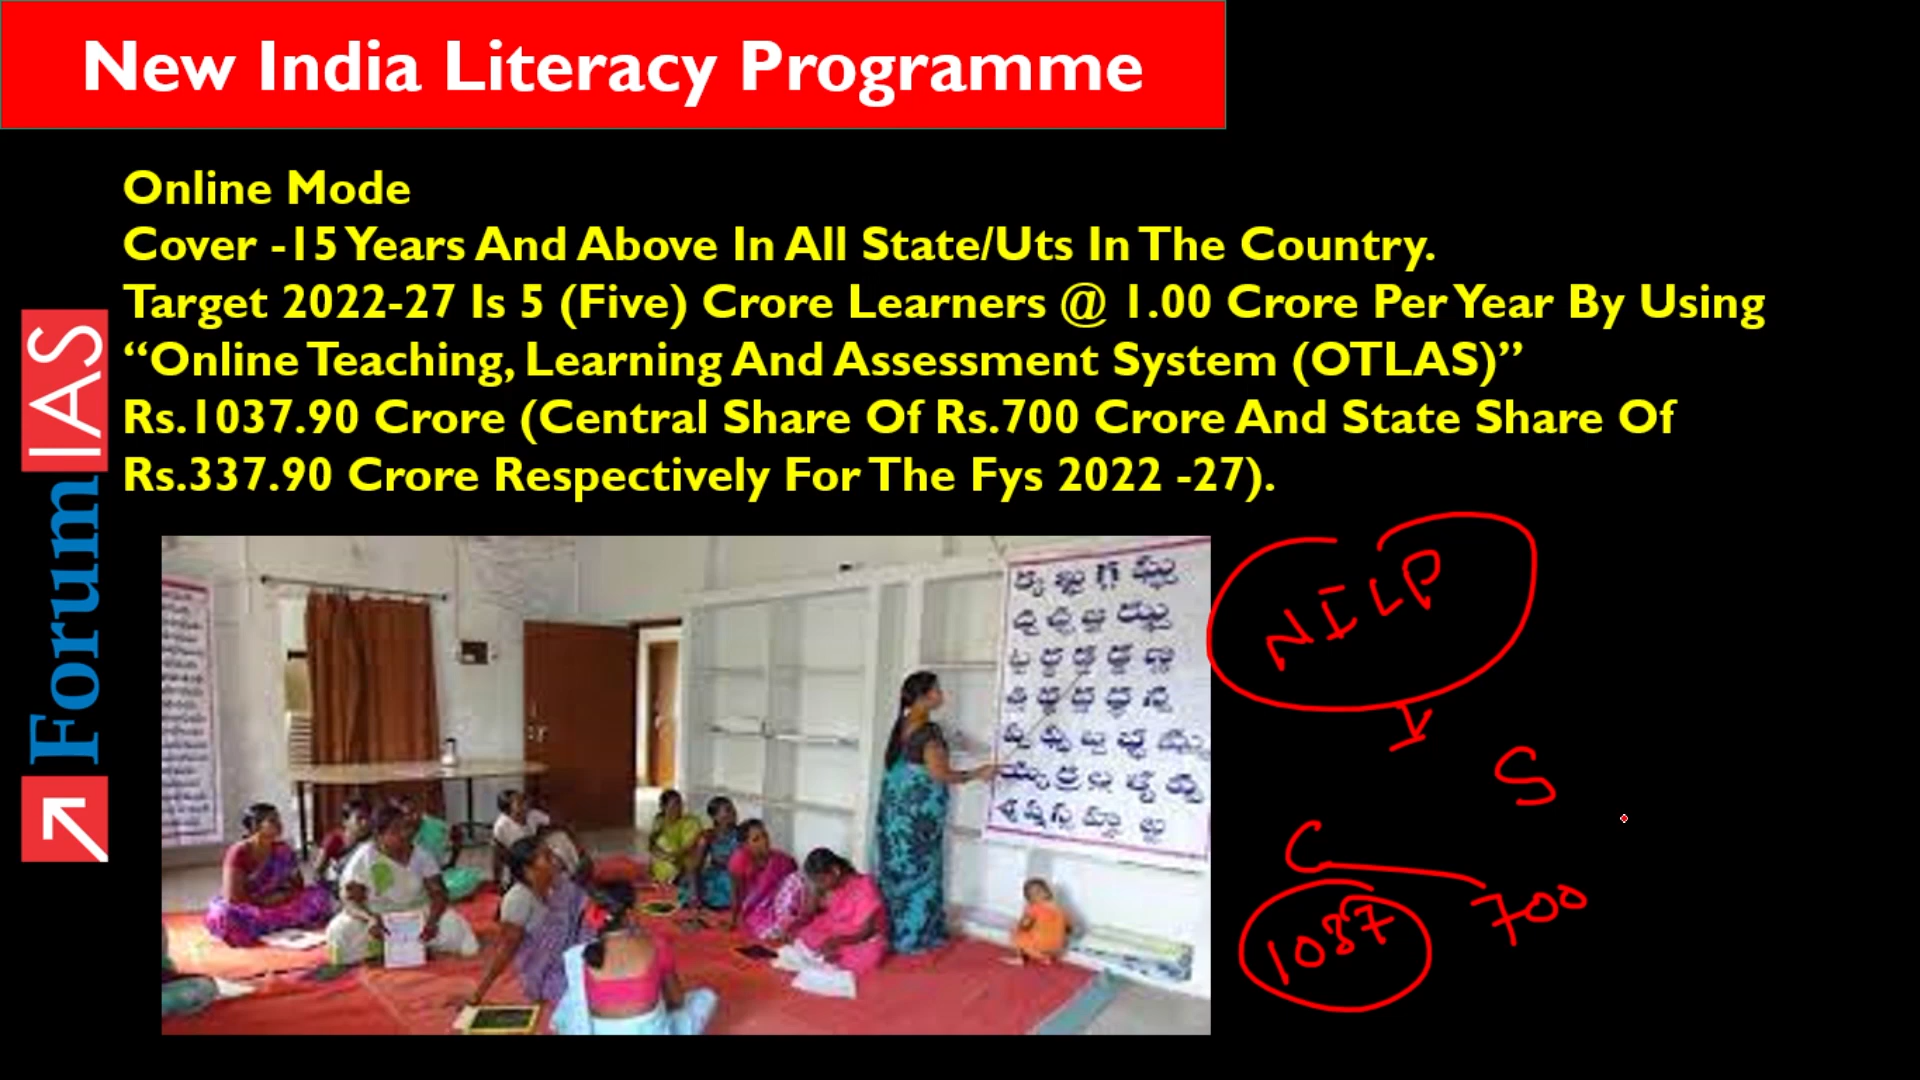 New India Literacy Programme
Online Mode
Cover -15 Years And Above In All State/Uts In The Country.
Target 2022-27 Is 5 (Five) Crore Learners @ 1.00 Crore Per Year By Using
“Online Teaching, Learning And Assessment System (OTLAS)”
Rs.1037.90 Crore (Central Share Of Rs.700 Crore And State Share Of
Rs.337.90 Crore Respectively For The Fys 2022 -27).
Forum IAS
NILP
S
C
1037 700